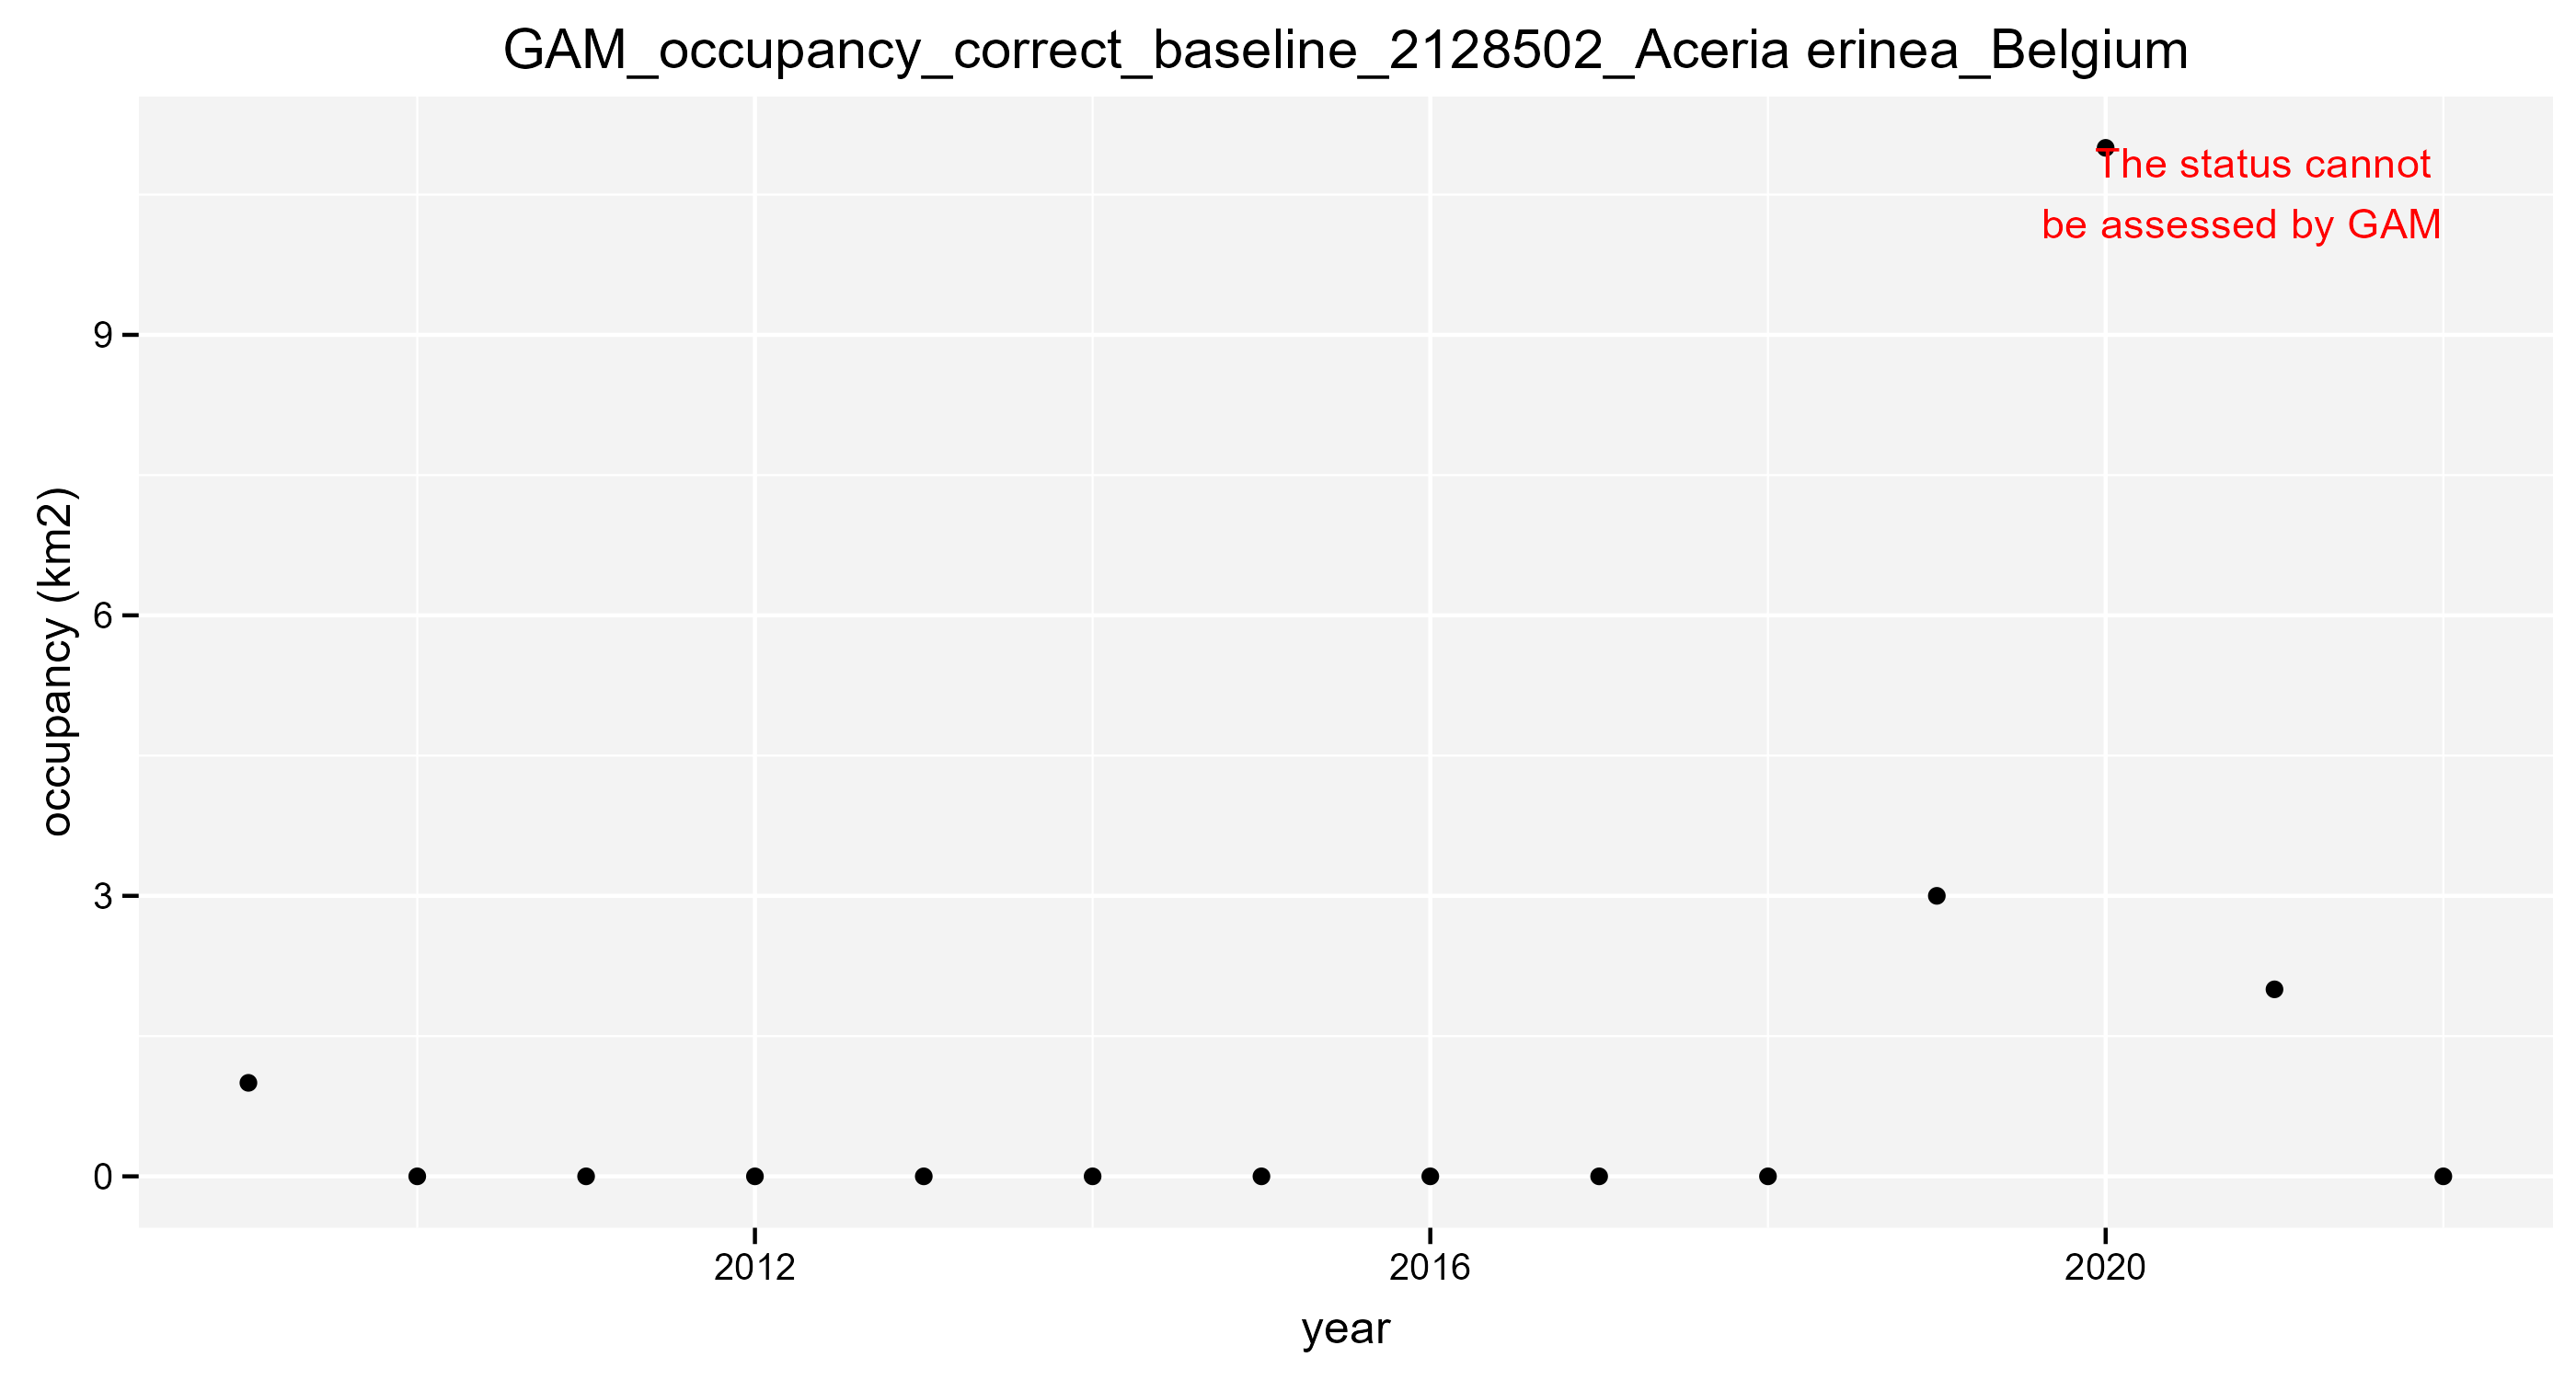 GAM_occupancy_correct_baseline_2128502_Aceria erinea_Belgium
The status cannot
be assessed by GAM
occupancy (km2)
9
6
3
0
2012 2016 2020
year